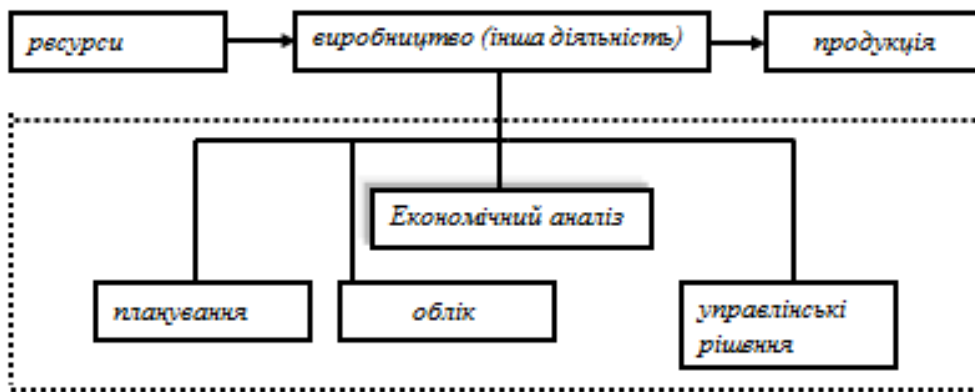 ресурси
виробництво (інша діяльність)
продукція
Економічний аналіз
планування
облік
управлінські
рішення